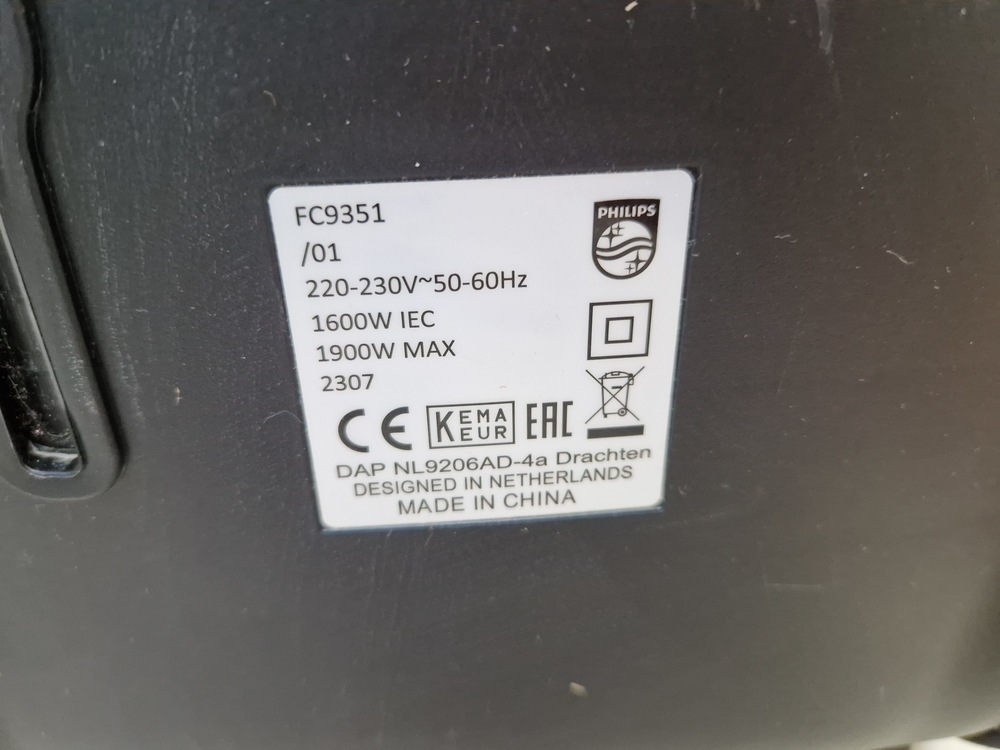 FC9351
/01
220-230V~50-60Hz
1600W IEC
1900W MAX
2307
PHILIPS
CE KEMA EUR EAC
DAP NL9206AD-4a Drachten
DESIGNED IN NETHERLANDS
MADE IN CHINA